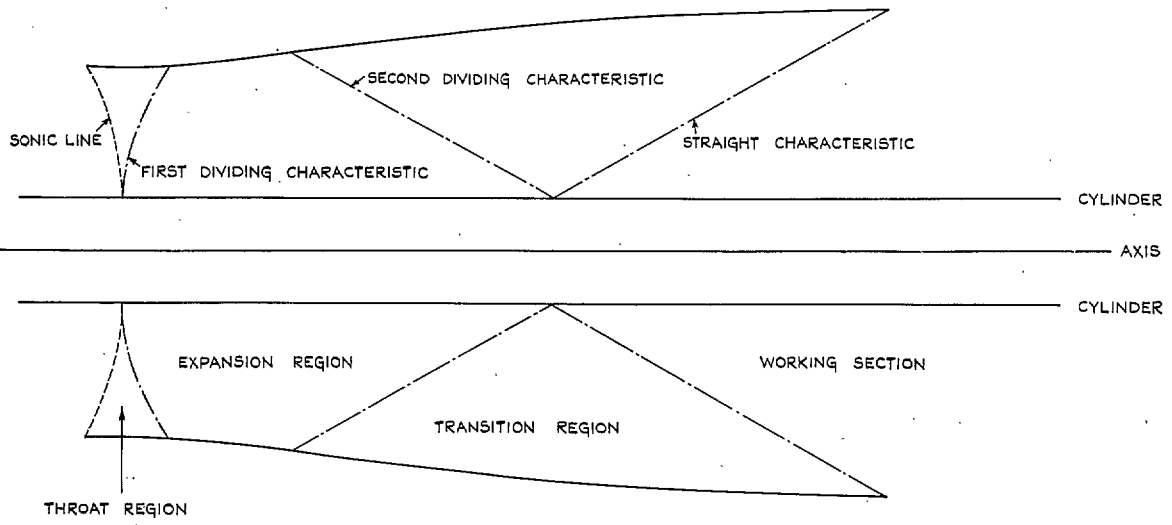 SECOND DIVIDING CHARACTERISTIC
SONIC LINE
STRAIGHT CHARACTERISTIC
FIRST DIVIDING CHARACTERISTIC
CYLINDER
AXIS
CYLINDER
EXPANSION REGION
WORKING SECTION
TRANSITION REGION
THROAT REGION